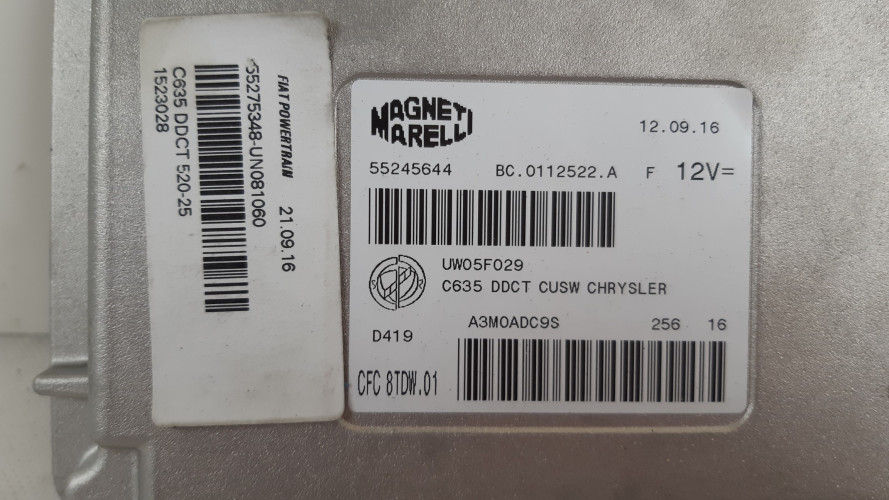 FIAT POWERTRAIN 21.09.16
55275348-UN081060
C635 DDCT 520-25
1523028
MAGNETI
MARELLI
12.09.16
55245644 BC.0112522.A F 12V=
UW05F029
C635 DDCT CUSW CHRYSLER
D419 A3M0ADC9S 256 16
CFC 8TDW.01